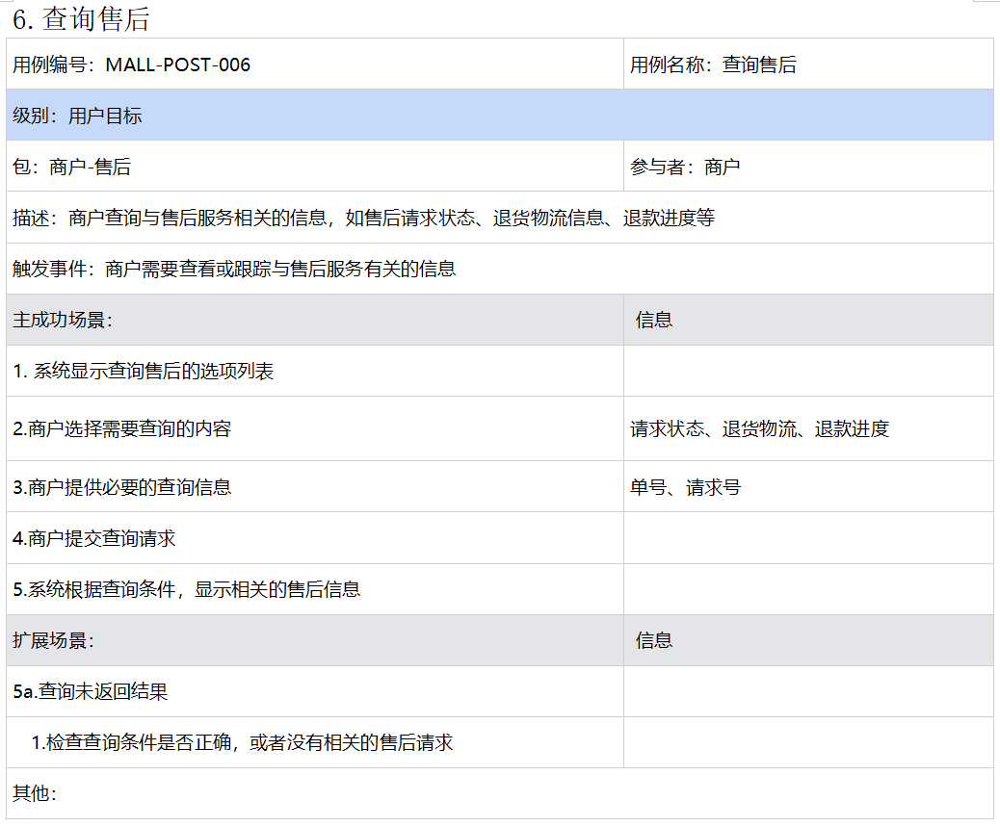 6. 查询售后
用例编号：MALL-POST-006
用例名称：查询售后
级别：用户目标
包：商户-售后
参与者：商户
描述：商户查询与售后服务相关的信息，如售后请求状态、退货物流信息、退款进度等
触发事件：商户需要查看或跟踪与售后服务有关的信息
主成功场景：
信息
1. 系统显示查询售后的选项列表
2.商户选择需要查询的内容
请求状态、退货物流、退款进度
3.商户提供必要的查询信息
单号、请求号
4.商户提交查询请求
5.系统根据查询条件，显示相关的售后信息
扩展场景：
信息
5a.查询未返回结果
1.检查查询条件是否正确，或者没有相关的售后请求
其他：